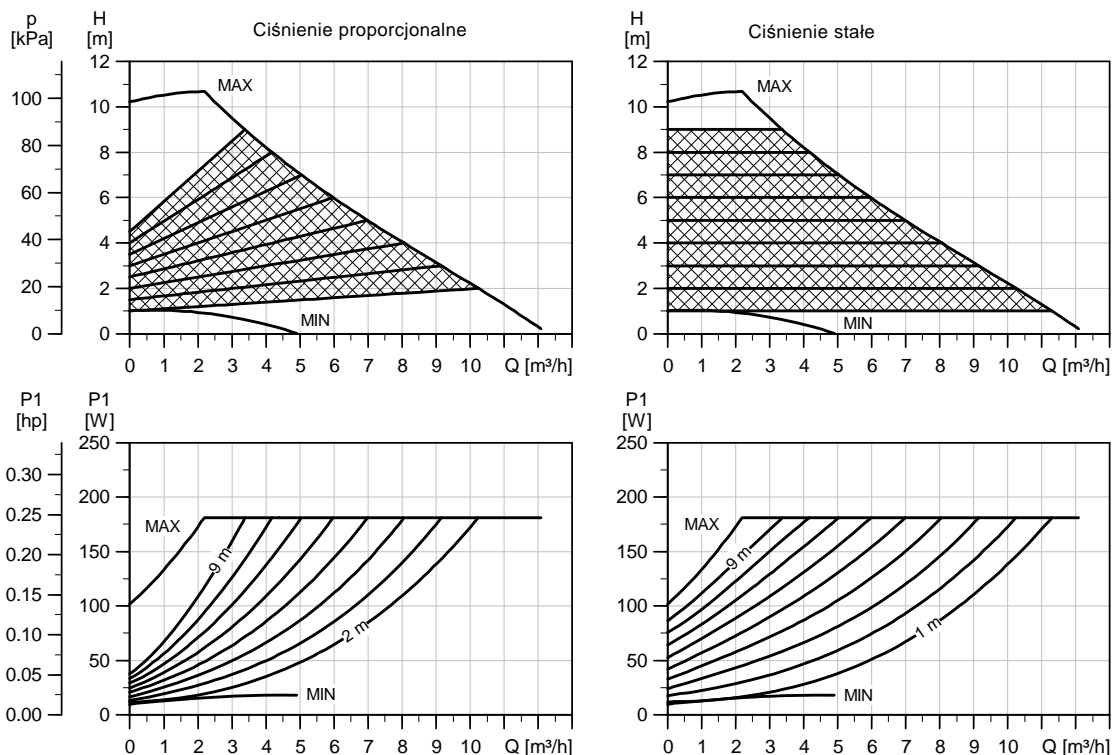 p
[kPa]
H
[m]
Ciśnienie proporcjonalne
12
10
8
6
4
2
0
100
80
60
40
20
0
MAX
MIN
0 1 2 3 4 5 6 7 8 9 10 Q [m³/h]
H
[m]
Ciśnienie stałe
12
10
8
6
4
2
0
MAX
MIN
0 1 2 3 4 5 6 7 8 9 10 Q [m³/h]
P1
[hp]
P1
[W]
0.30
0.25
0.20
0.15
0.10
0.05
0.00
250
200
150
100
50
0
MAX
9 m
2 m
MIN
0 1 2 3 4 5 6 7 8 9 10 Q [m³/h]
P1
[W]
250
200
150
100
50
0
MAX
9 m
1 m
MIN
0 1 2 3 4 5 6 7 8 9 10 Q [m³/h]